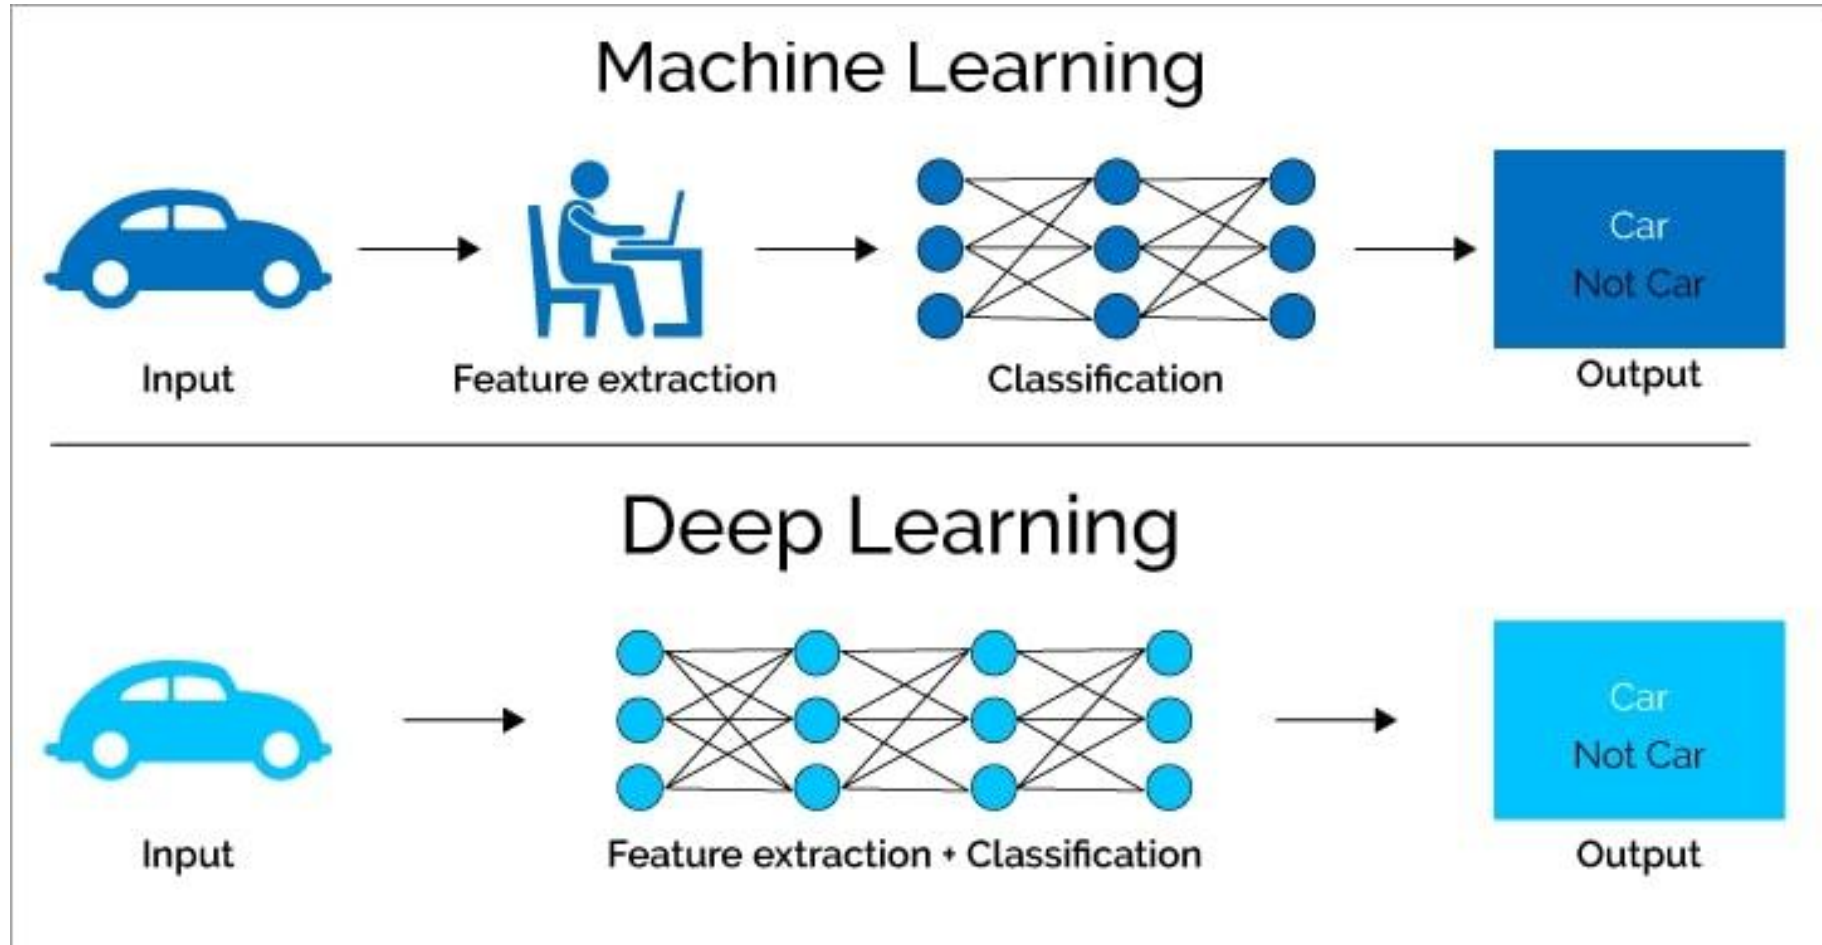 Machine Learning
Car
Not Car
Input
Feature extraction
Classification
Output
Deep Learning
Car
Not Car
Input
Feature extraction + Classification
Output